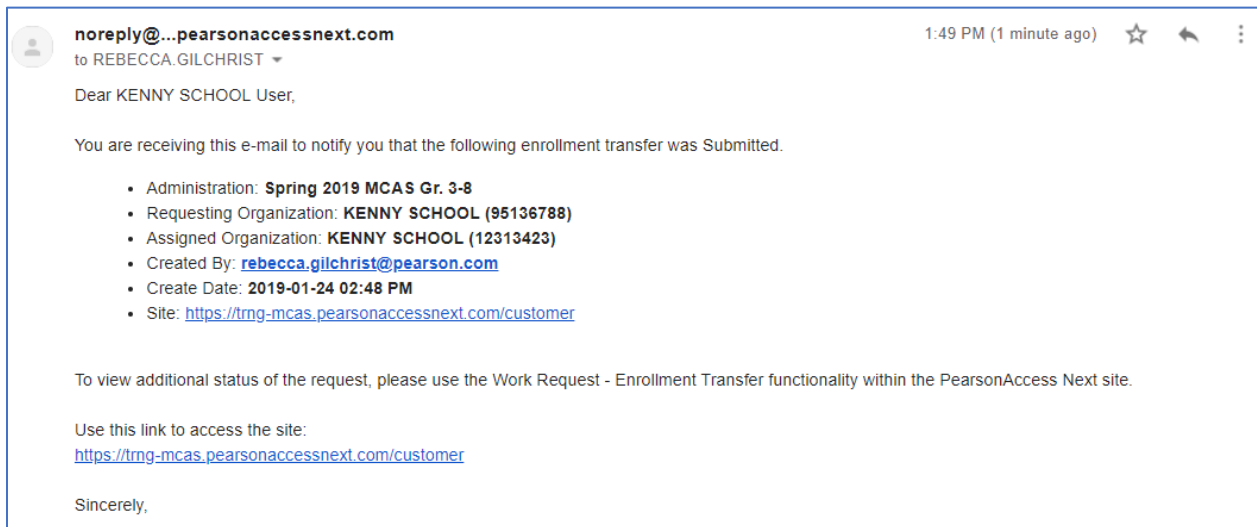 noreply@...pearsonaccessnext.com 1:49 PM (1 minute ago)
to REBECCA.GILCHRIST
Dear KENNY SCHOOL User,
You are receiving this e-mail to notify you that the following enrollment transfer was Submitted.
• Administration: Spring 2019 MCAS Gr. 3-8
• Requesting Organization: KENNY SCHOOL (95136788)
• Assigned Organization: KENNY SCHOOL (12313423)
• Created By: rebecca.gilchrist@pearson.com
• Create Date: 2019-01-24 02:48 PM
• Site: https://trng-mcas.pearsonaccessnext.com/customer
To view additional status of the request, please use the Work Request - Enrollment Transfer functionality within the PearsonAccess Next site.
Use this link to access the site:
https://trng-mcas.pearsonaccessnext.com/customer
Sincerely,